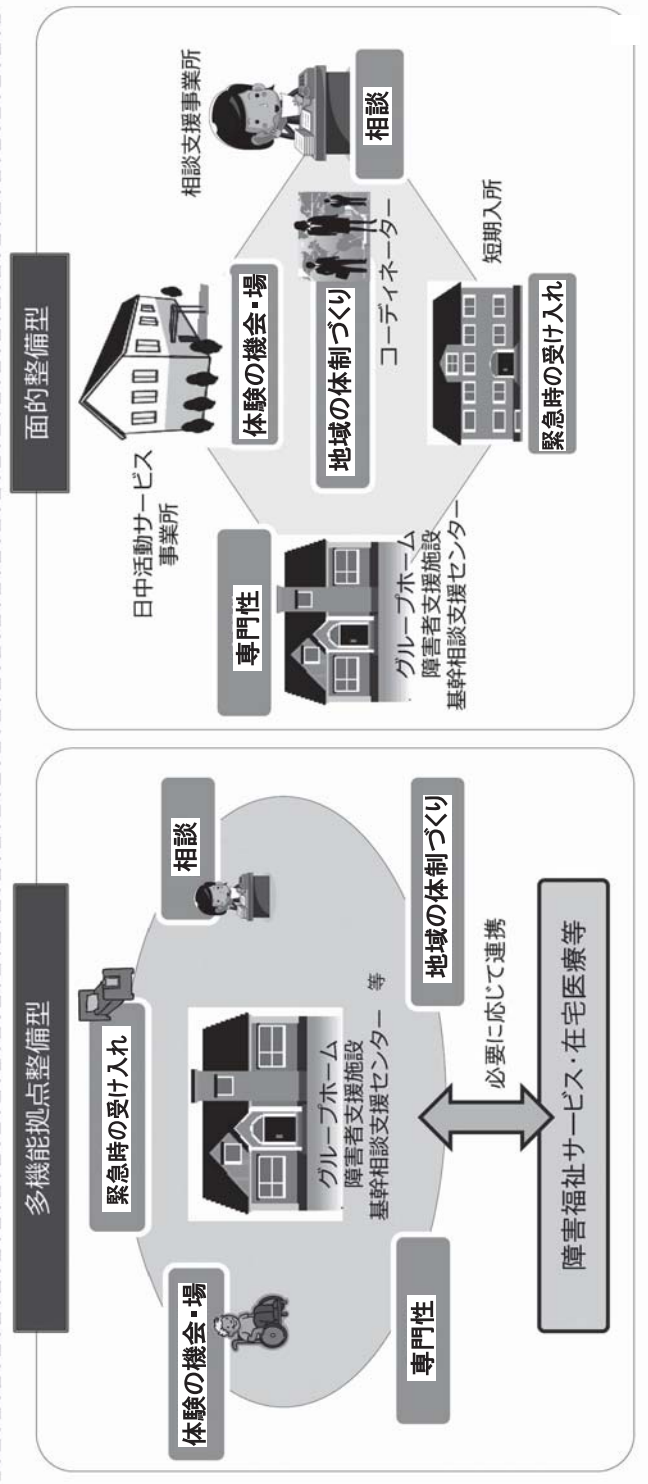 多機能拠点整備型
緊急時の受け入れ
相談
体験の機会・場
グループホーム
障害者支援施設
基幹相談支援センター 等
専門性
地域の体制づくり
必要に応じて連携
障害福祉サービス・在宅医療等
面的整備型
日中活動サービス
事業所
体験の機会・場
相談支援事業所
相談
専門性
グループホーム
障害者支援施設
基幹相談支援センター
地域の体制づくり
コーディネーター
短期入所
緊急時の受け入れ